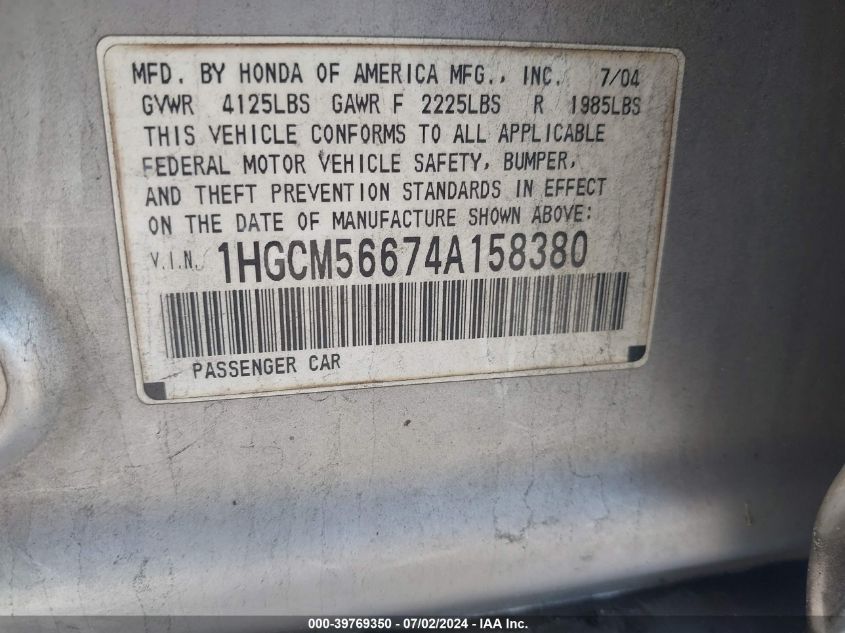 MFD. BY HONDA OF AMERICA MFG., INC. 7/04
GVWR 4125LBS GAWR F 2225LBS R 1985LBS
THIS VEHICLE CONFORMS TO ALL APPLICABLE
FEDERAL MOTOR VEHICLE SAFETY, BUMPER,
AND THEFT PREVENTION STANDARDS IN EFFECT
ON THE DATE OF MANUFACTURE SHOWN ABOVE:
V.I.N. 1HGCM56674A158380
PASSENGER CAR
000-39769350 - 07/02/2024 - IAA Inc.